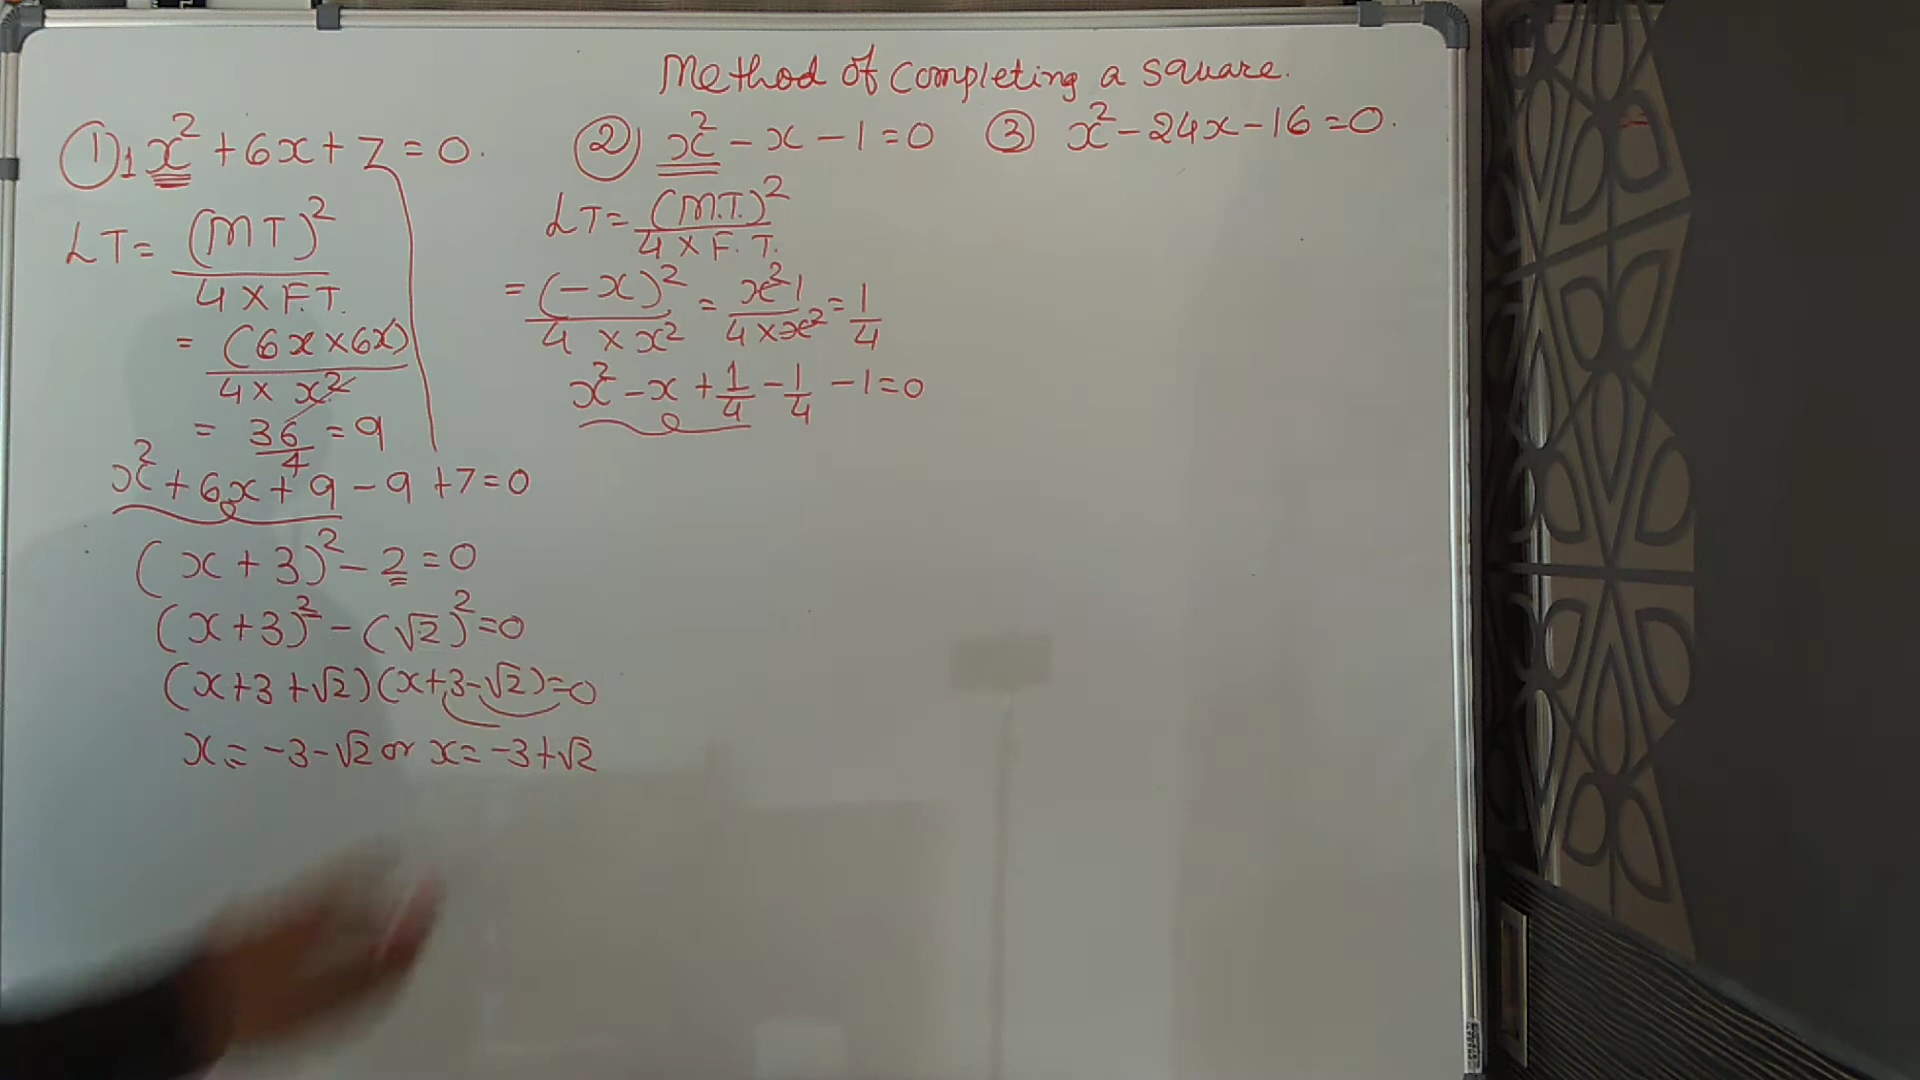 Method of completing a square.
① 1x² + 6x + 7 = 0.
LT = (MT)² / 4 × F.T.
= (6x × 6x) / 4 × x²
= 36/4 = 9
x² + 6x + 9 - 9 + 7 = 0
(x + 3)² - 2 = 0
(x + 3)² - (√2)² = 0
(x + 3 + √2)(x + 3 - √2) = 0
x = -3 - √2 or x = -3 + √2
② x² - x - 1 = 0
LT = (M.T.)² / 4 × F.T.
= (-x)² / 4 × x² = x² 1 / 4 × x² = 1/4
x² - x + 1/4 - 1/4 - 1 = 0
③ x² - 24x - 16 = 0.